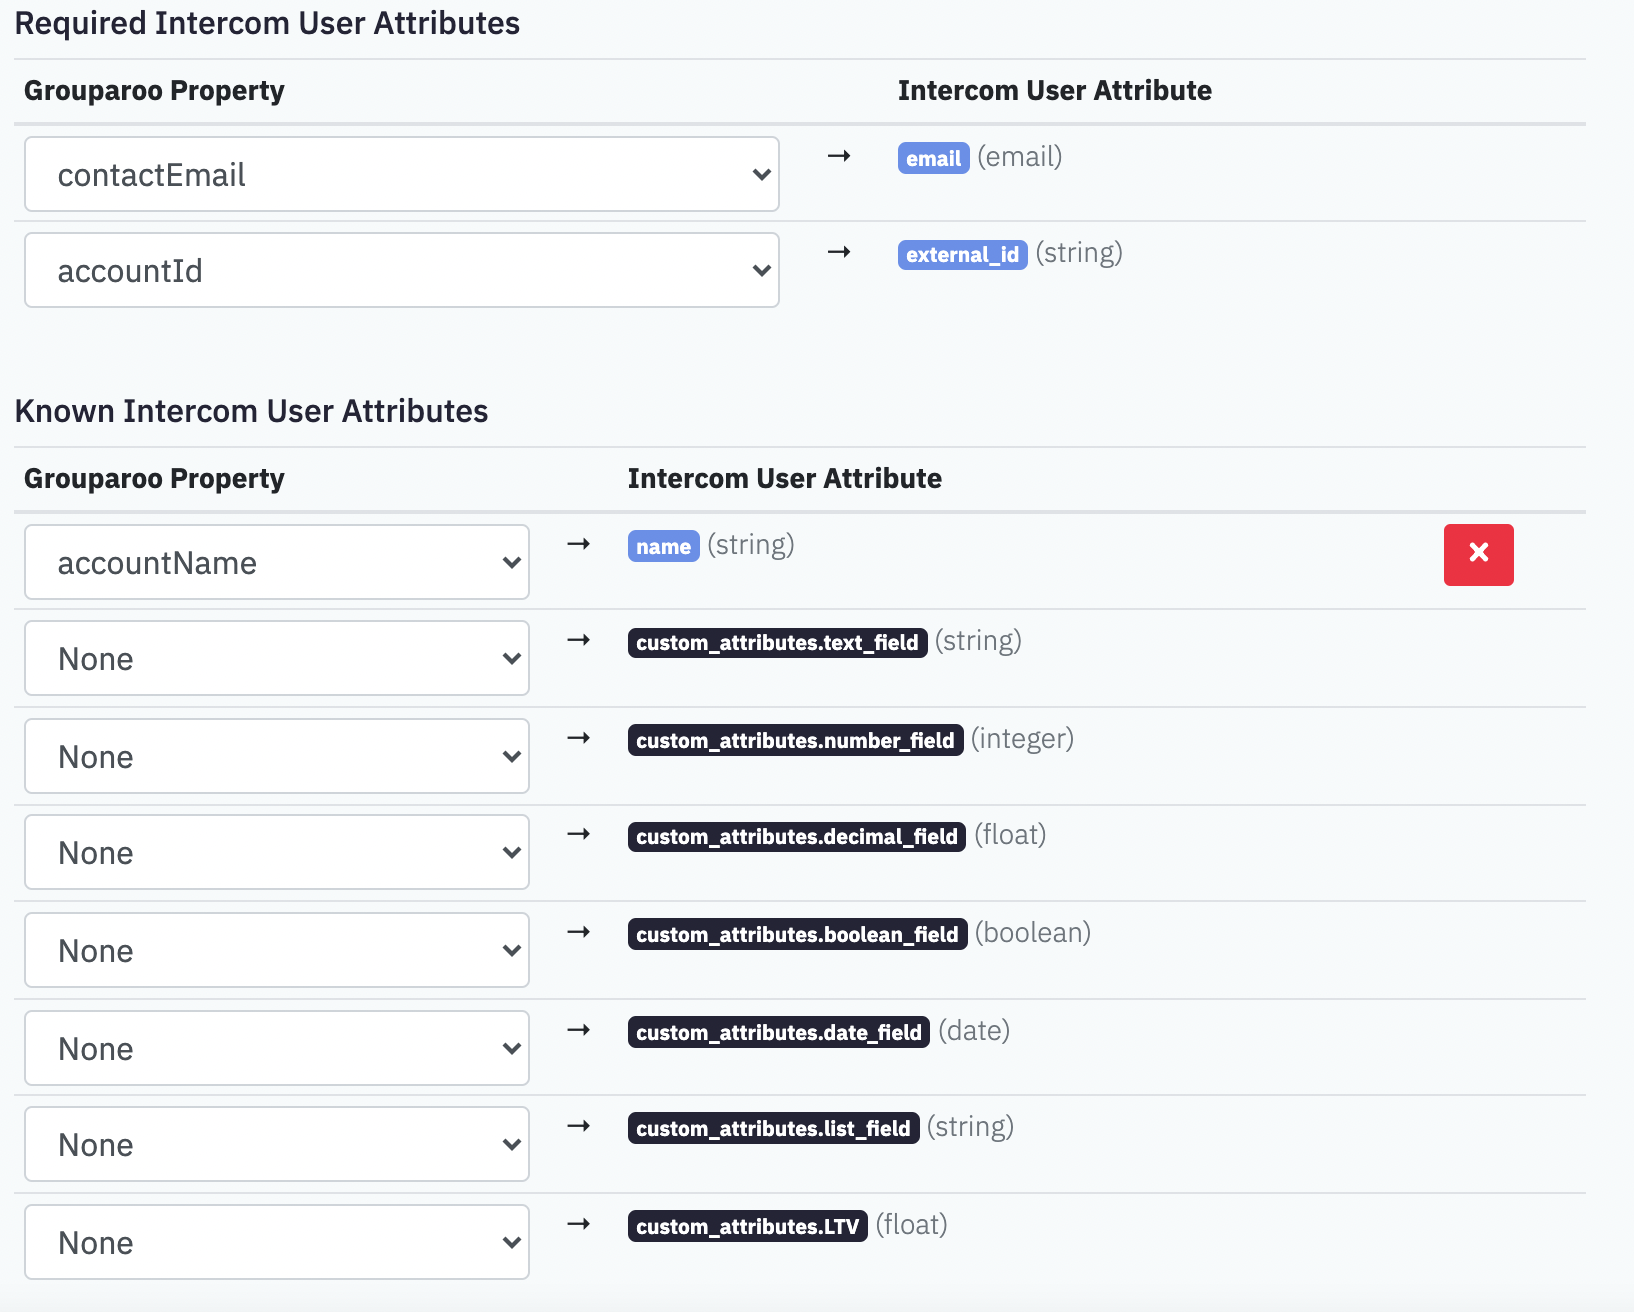 Required Intercom User Attributes
Grouparoo Property Intercom User Attribute
contactEmail → email (email)
accountId → external_id (string)
Known Intercom User Attributes
Grouparoo Property Intercom User Attribute
accountName → name (string)
None → custom_attributes.text_field (string)
None → custom_attributes.number_field (integer)
None → custom_attributes.decimal_field (float)
None → custom_attributes.boolean_field (boolean)
None → custom_attributes.date_field (date)
None → custom_attributes.list_field (string)
None → custom_attributes.LTV (float)